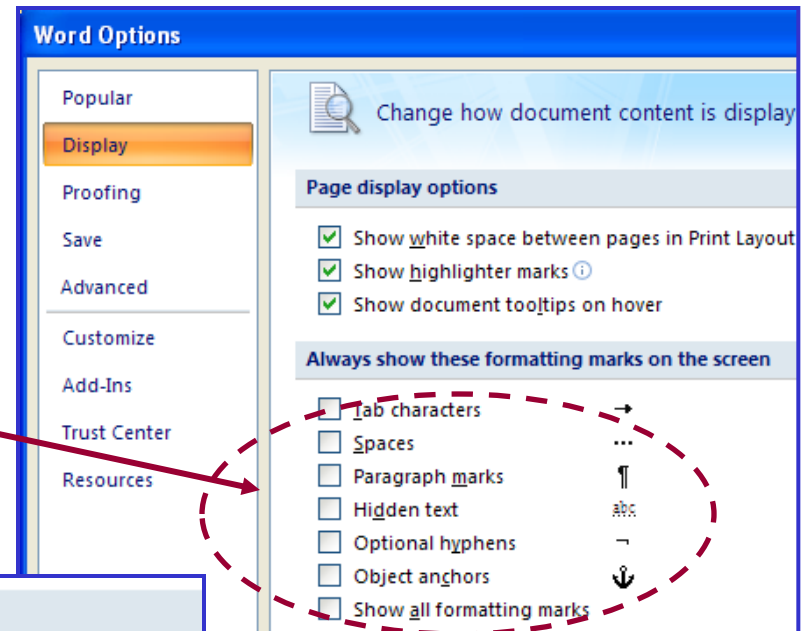 Word Options
Popular
Display
Proofing
Save
Advanced
Customize
Add-Ins
Trust Center
Resources
Change how document content is display
Page display options
Show white space between pages in Print Layout
Show highlighter marks
Show document tooltips on hover
Always show these formatting marks on the screen
Tab characters →
Spaces ...
Paragraph marks ¶
Hidden text abc
Optional hyphens ¬
Object anchors
Show all formatting marks